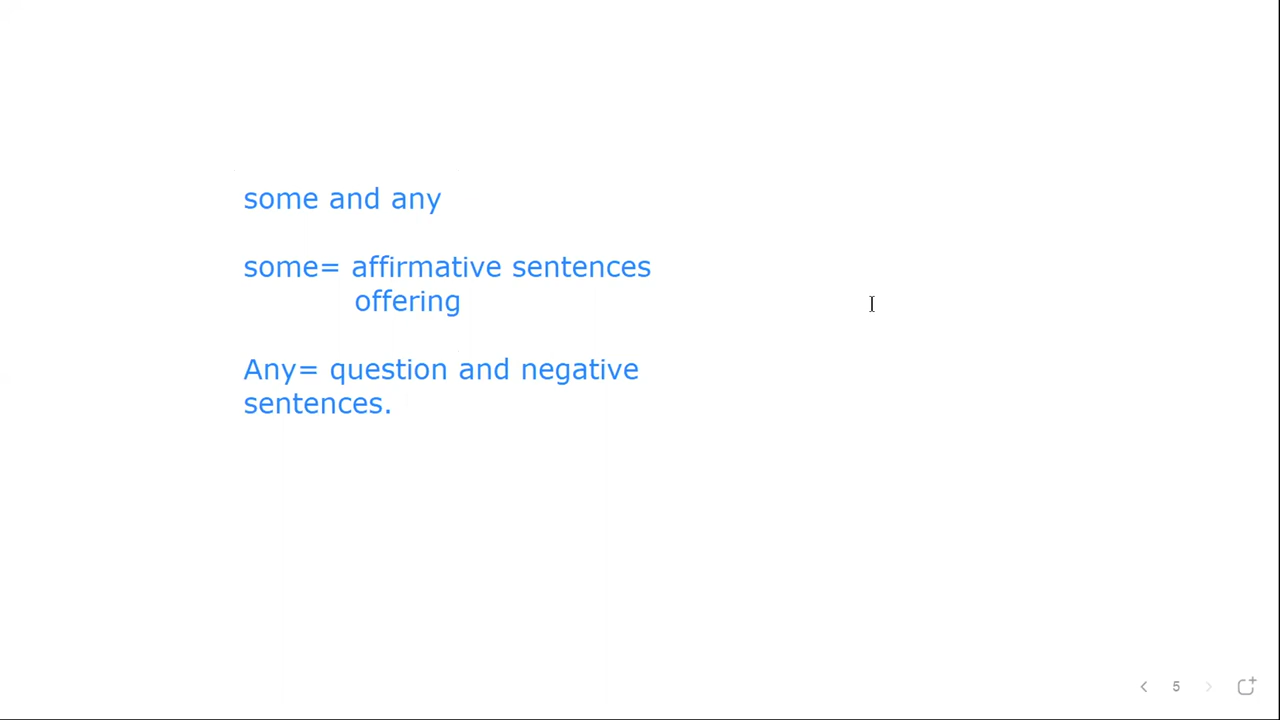 some and any
some= affirmative sentences
offering
Any= question and negative
sentences.
5